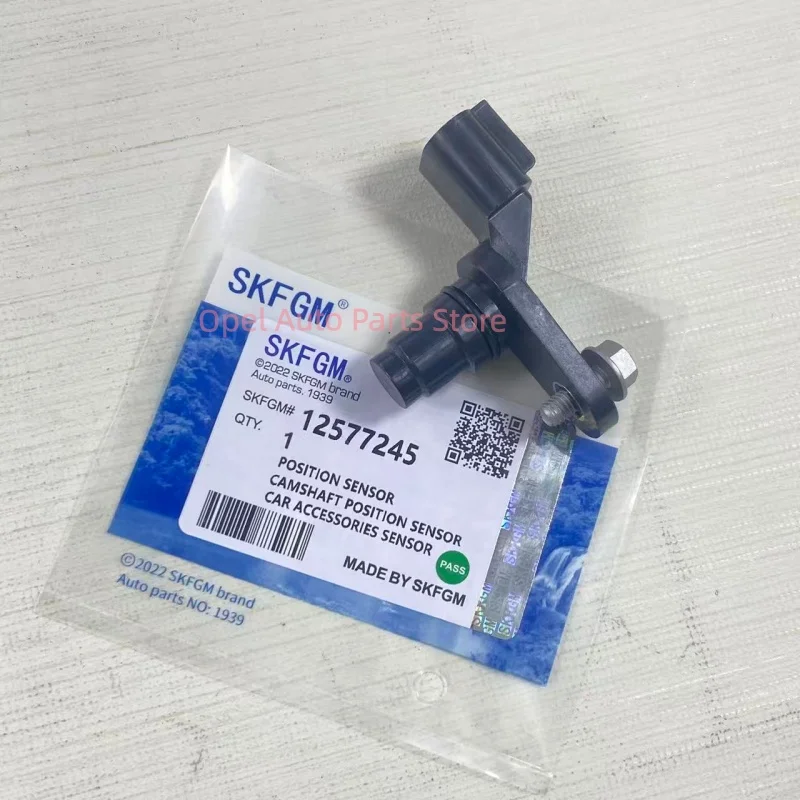 SKFGM®
Opel Auto Parts Store
SKFGM®
©2022 SKFGM brand
Auto parts, 1939
SKFGM# 12577245
QTY. 1
POSITION SENSOR
CAMSHAFT POSITION SENSOR
CAR ACCESSORIES SENSOR
PASS
MADE BY SKFGM
©2022 SKFGM brand
Auto parts NO: 1939